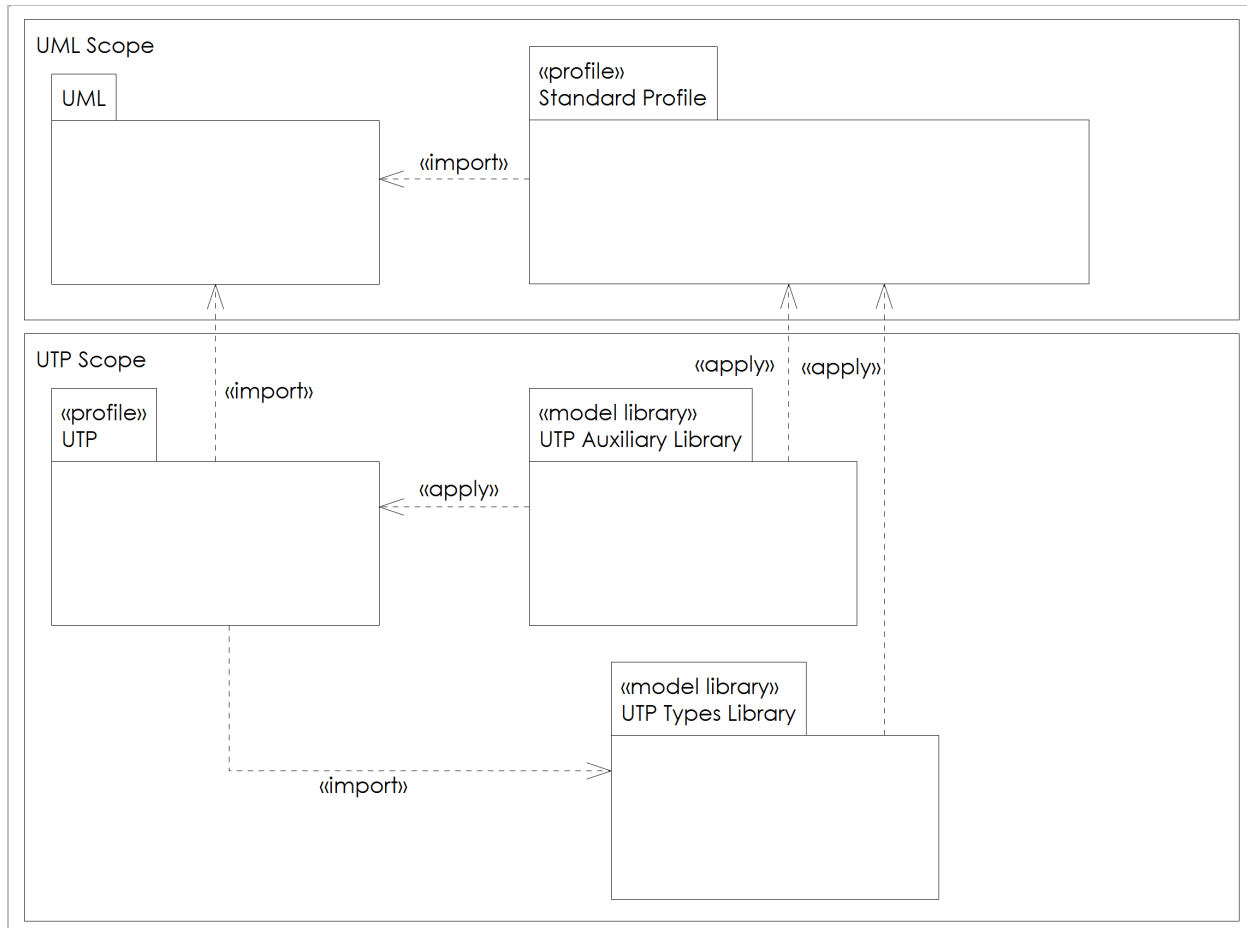 UML Scope
UML
«profile»
Standard Profile
«import»
UTP Scope
«import»
«apply»
«apply»
«profile»
UTP
«model library»
UTP Auxiliary Library
«apply»
«model library»
UTP Types Library
«import»